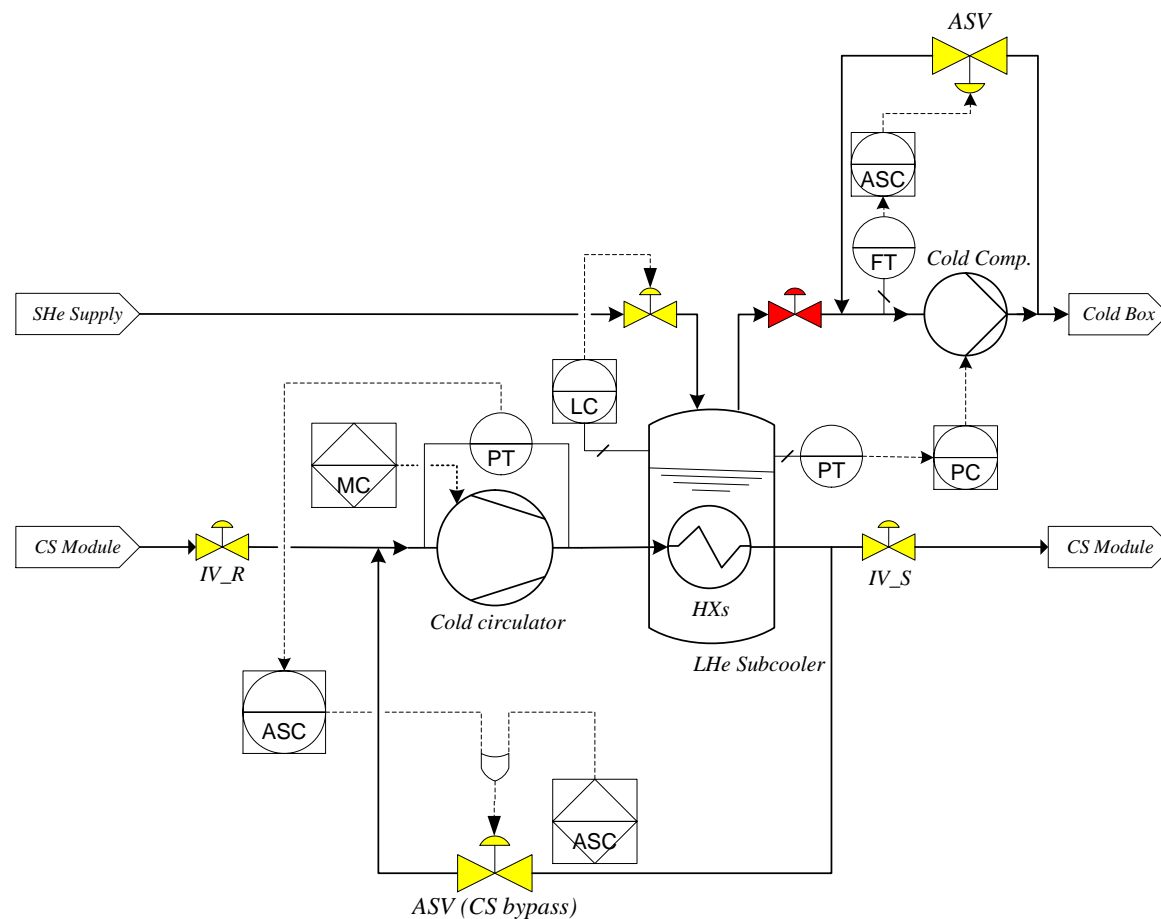 ASV
ASC
FT
Cold Comp.
SHe Supply
Cold Box
LC
PT
MC
PT
PC
CS Module
IV_R
Cold circulator
HXs
IV_S
CS Module
LHe Subcooler
ASC
ASC
ASV (CS bypass)